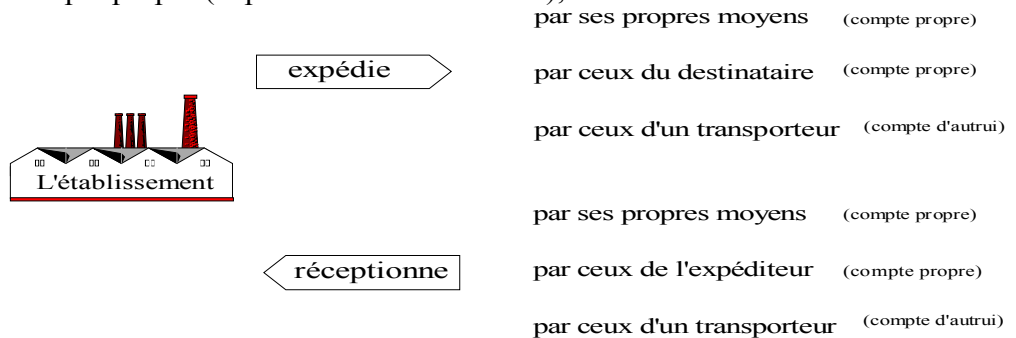 par ses propres moyens (compte propre)
expédie
par ceux du destinataire (compte propre)
par ceux d'un transporteur (compte d'autrui)
L'établissement
par ses propres moyens (compte propre)
réceptionne
par ceux de l'expéditeur (compte propre)
par ceux d'un transporteur (compte d'autrui)